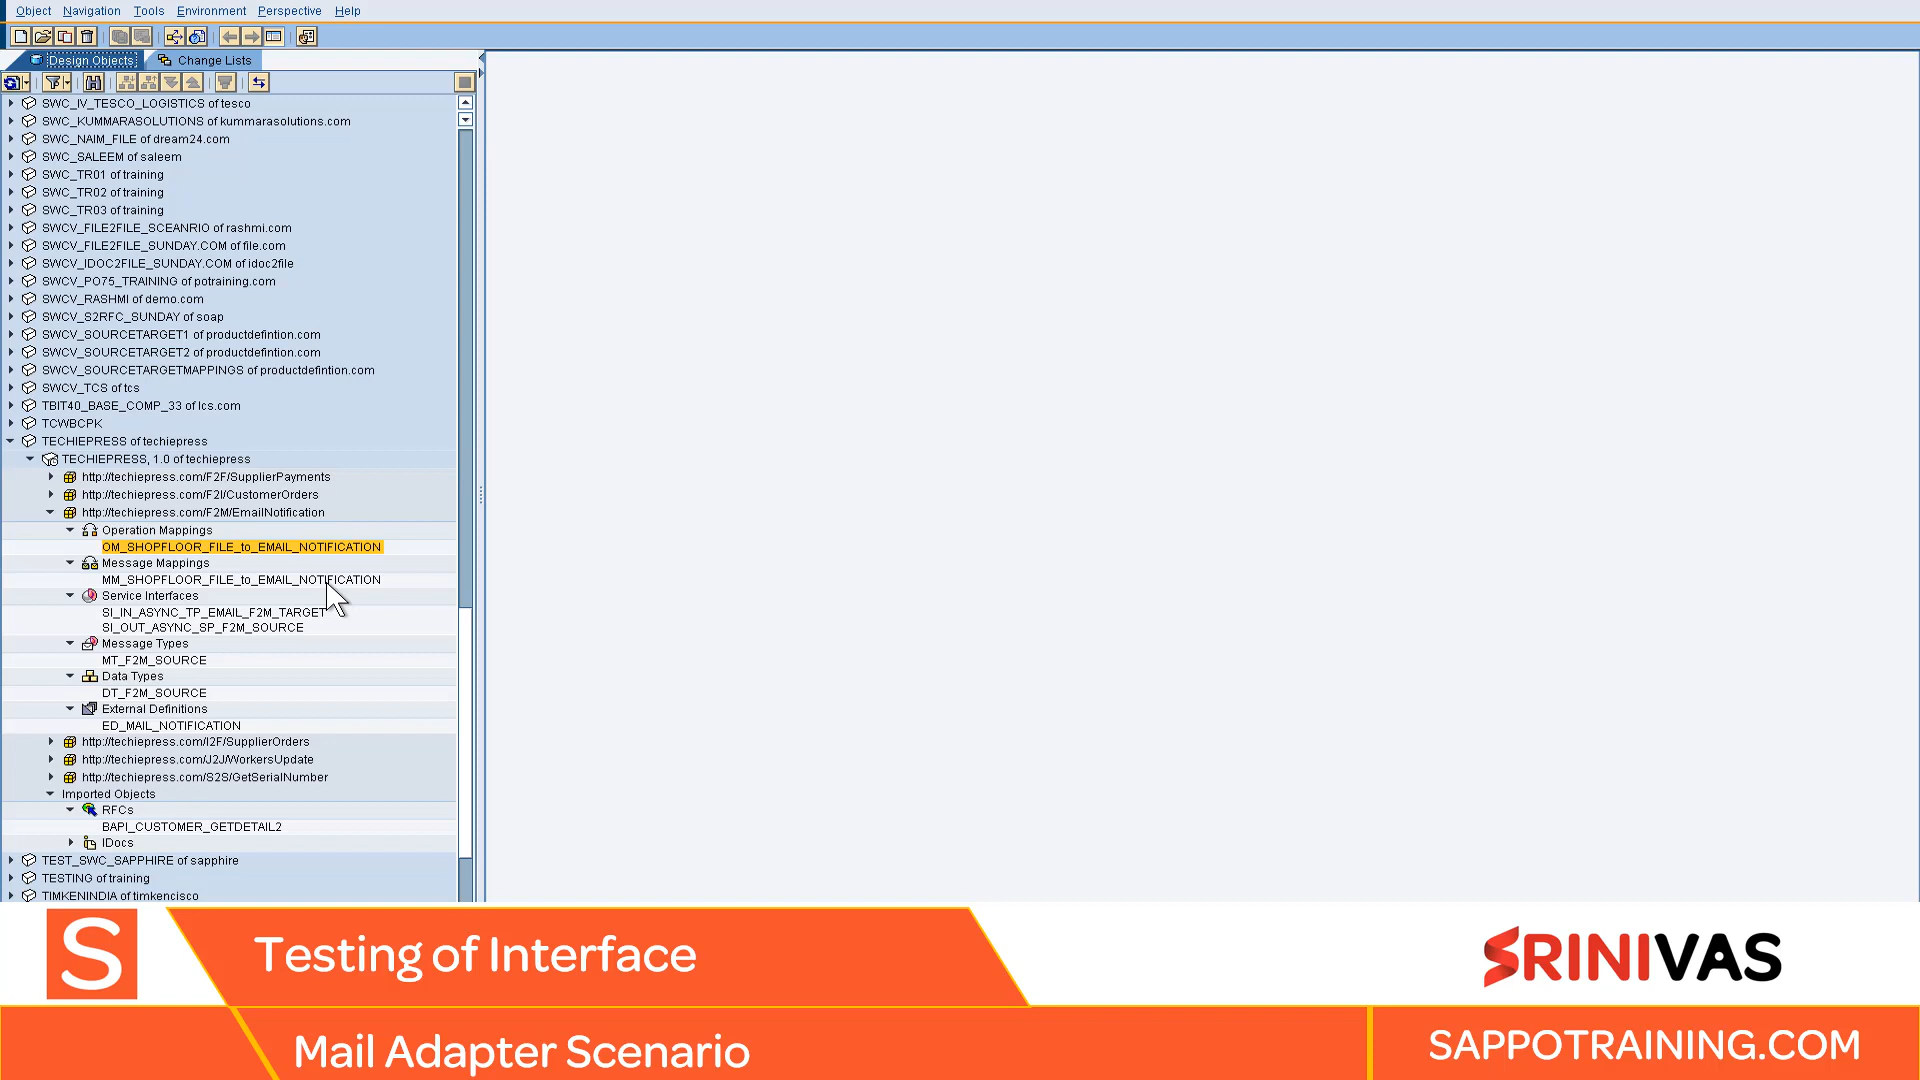 Object Navigation Tools Environment Perspective Help
Design Objects Change Lists
SWC_IV_TESCO_LOGISTICS of tesco
SWC_KUMMARASOLUTIONS of kummarasolutions.com
SWC_NAIM_FILE of dream24.com
SWC_SALEEM of saleem
SWC_TR01 of training
SWC_TR02 of training
SWC_TR03 of training
SWCV_FILE2FILE_SCEANRIO of rashmi.com
SWCV_FILE2FILE_SUNDAY.COM of file.com
SWCV_IDOC2FILE_SUNDAY.COM of idoc2file
SWCV_PO75_TRAINING of potraining.com
SWCV_RASHMI of demo.com
SWCV_S2RFC_SUNDAY of soap
SWCV_SOURCETARGET1 of productdefintion.com
SWCV_SOURCETARGET2 of productdefintion.com
SWCV_SOURCETARGETMAPPINGS of productdefintion.com
SWCV_TCS of tcs
TBIT40_BASE_COMP_33 of lcs.com
TCWBCPK
TECHIEPRESS of techiepress
TECHIEPRESS, 1.0 of techiepress
http://techiepress.com/F2F/SupplierPayments
http://techiepress.com/F2I/CustomerOrders
http://techiepress.com/F2M/EmailNotification
Operation Mappings
OM_SHOPFLOOR_FILE_to_EMAIL_NOTIFICATION
Message Mappings
MM_SHOPFLOOR_FILE_to_EMAIL_NOTIFICATION
Service Interfaces
SI_IN_ASYNC_TP_EMAIL_F2M_TARGET
SI_OUT_ASYNC_SP_F2M_SOURCE
Message Types
MT_F2M_SOURCE
Data Types
DT_F2M_SOURCE
External Definitions
ED_MAIL_NOTIFICATION
http://techiepress.com/I2F/SupplierOrders
http://techiepress.com/J2J/WorkersUpdate
http://techiepress.com/S2S/GetSerialNumber
Imported Objects
RFCs
BAPI_CUSTOMER_GETDETAIL2
IDocs
TEST_SWC_SAPPHIRE of sapphire
TESTING of training
TIMKENINDIA of timkencisco
S
Testing of Interface
SRINIVAS
Mail Adapter Scenario
SAPPOTRAINING.COM